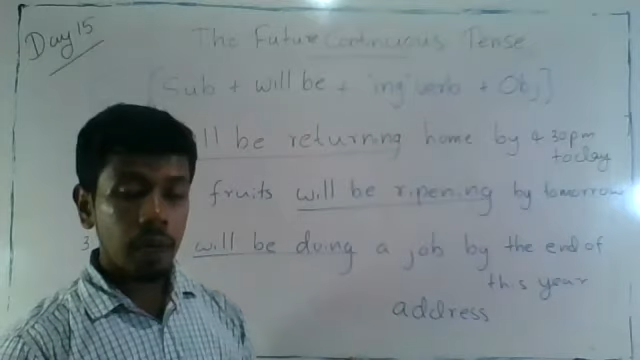 Day 15
The Future Continuous Tense
[Sub + will be + 'ing' verb + Obj]
ll be returning home by 4 30pm
today
fruits will be ripening by tomorrow
3 will be doing a job by the end of
this year
address